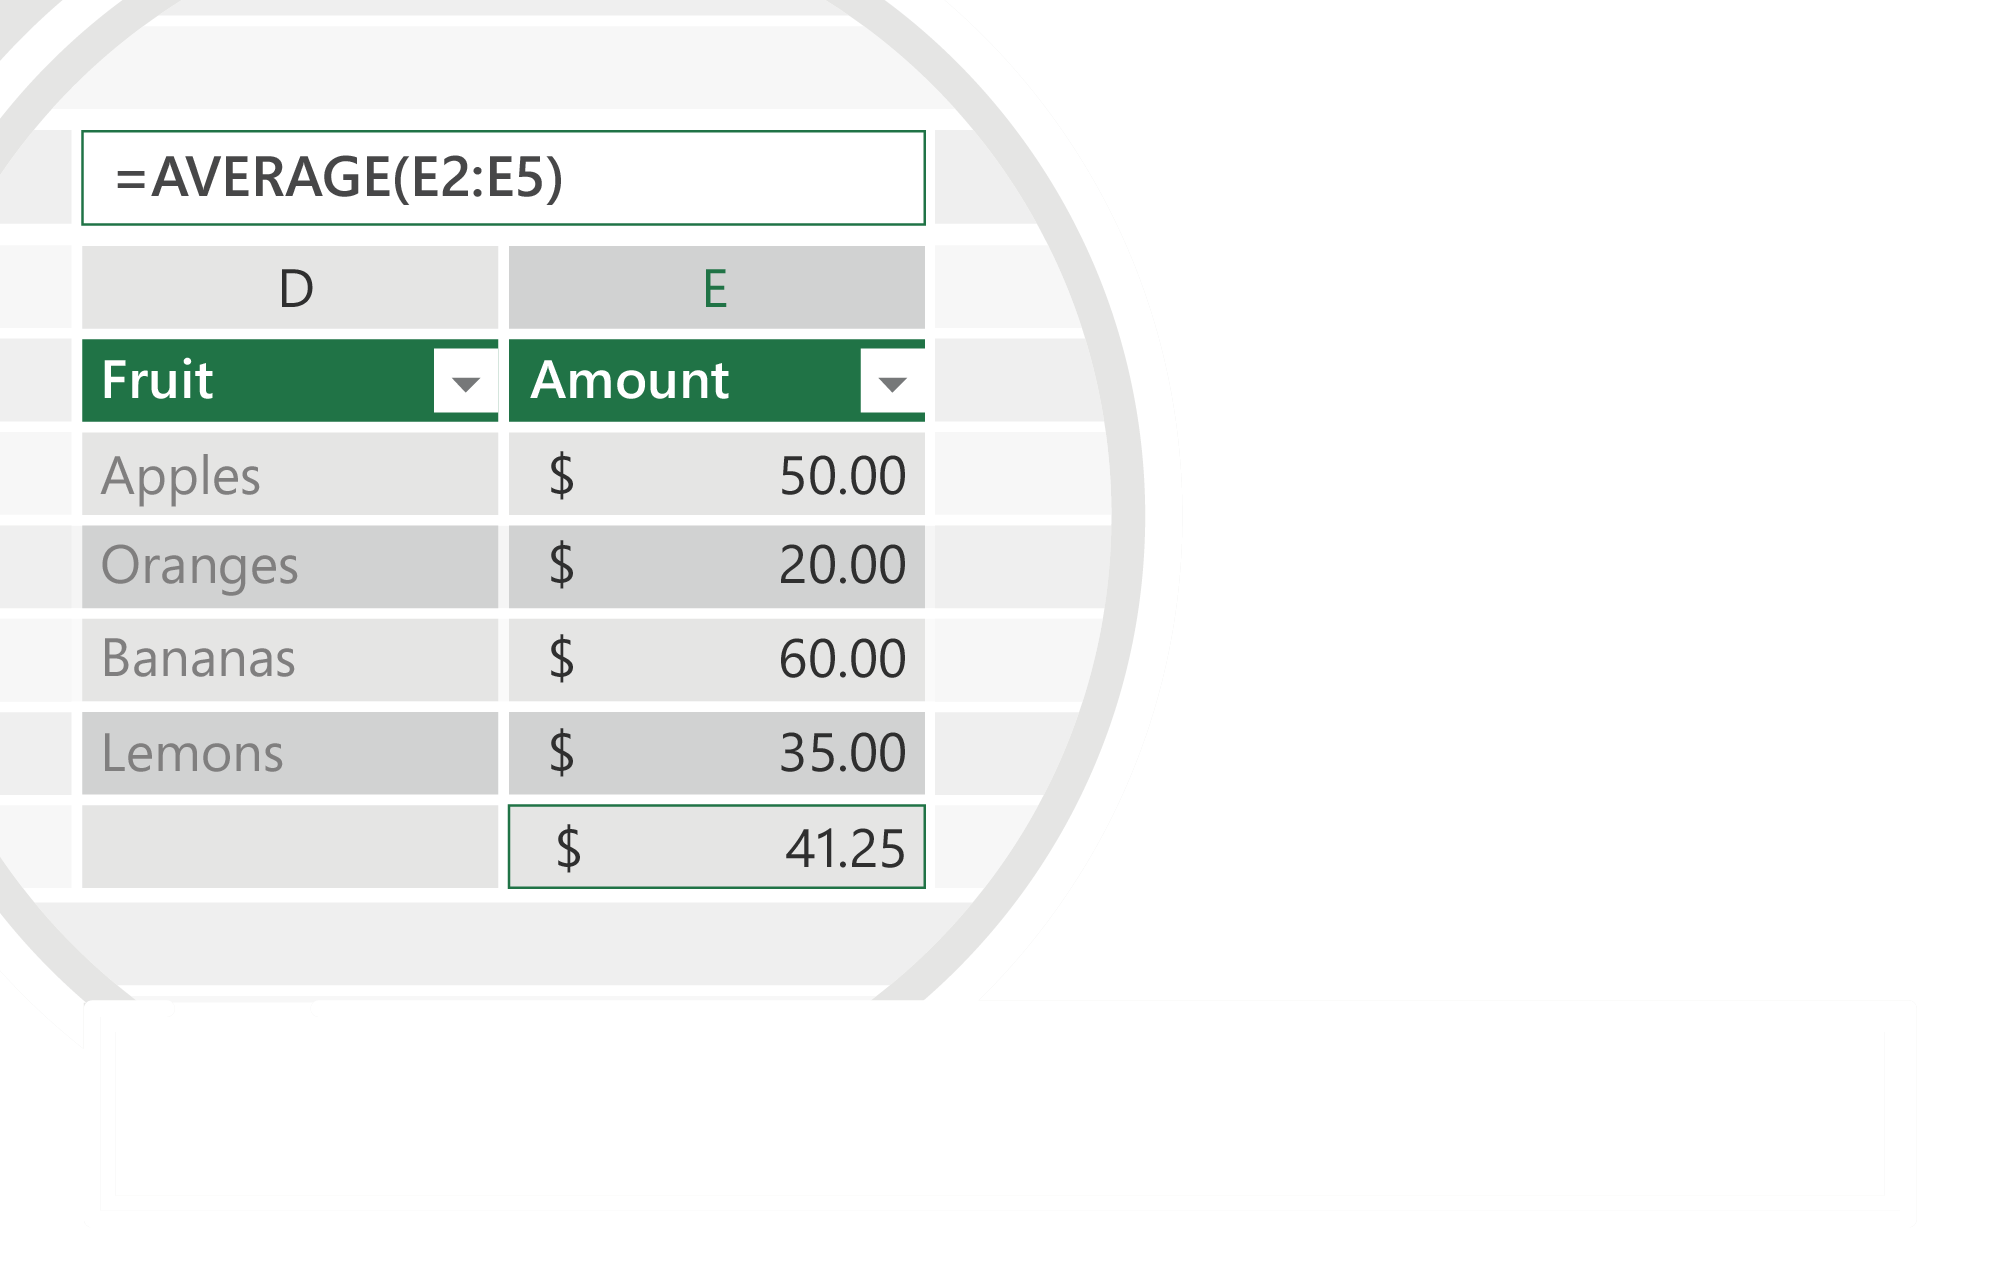 =AVERAGE(E2:E5)
D E
Fruit Amount
Apples $ 50.00
Oranges $ 20.00
Bananas $ 60.00
Lemons $ 35.00
$ 41.25